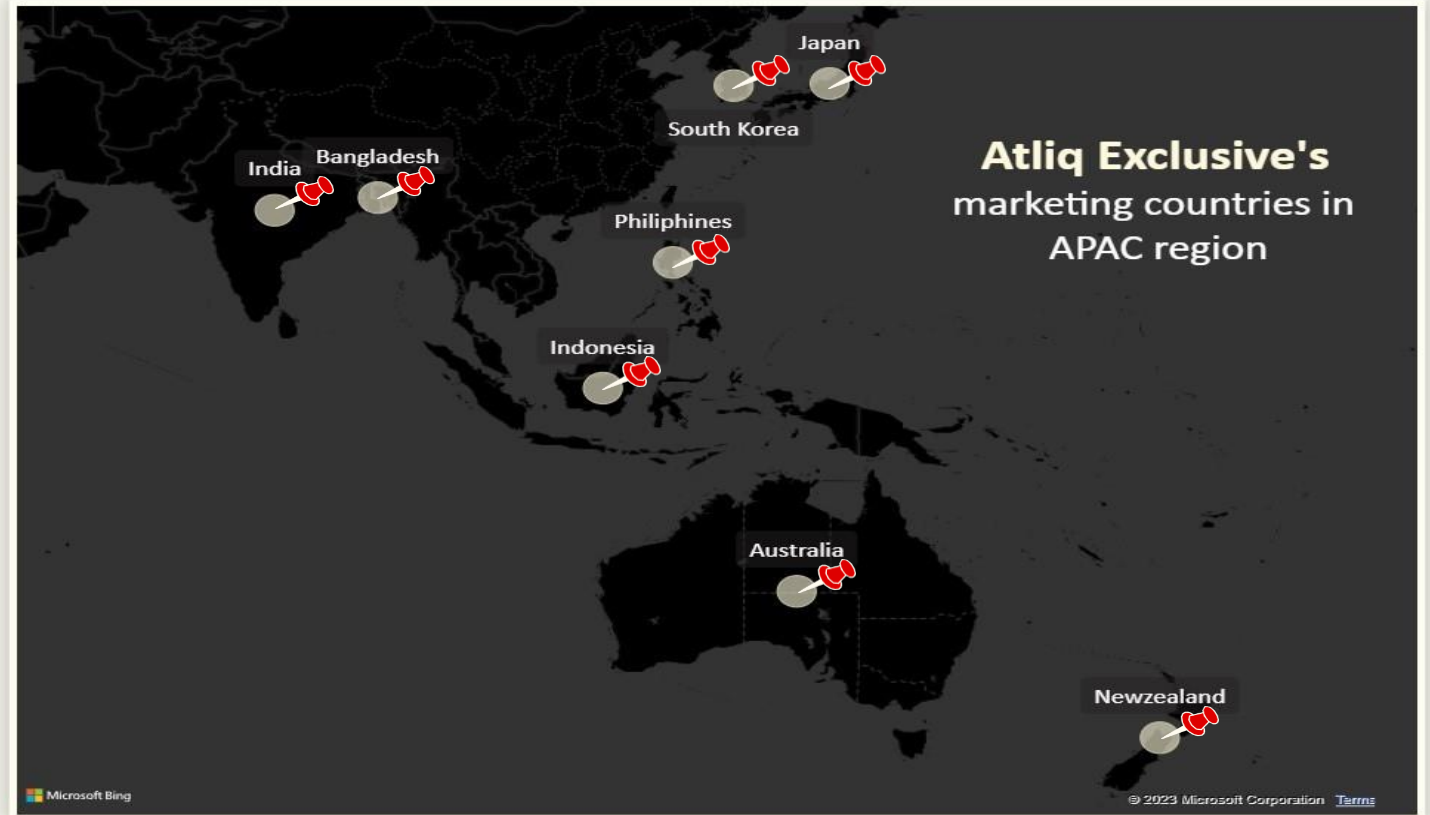 Japan
South Korea
Atliq Exclusive's
marketing countries in
APAC region
India
Bangladesh
Philiphines
Indonesia
Australia
Newzealand
Microsoft Bing
© 2023 Microsoft Corporation Terms